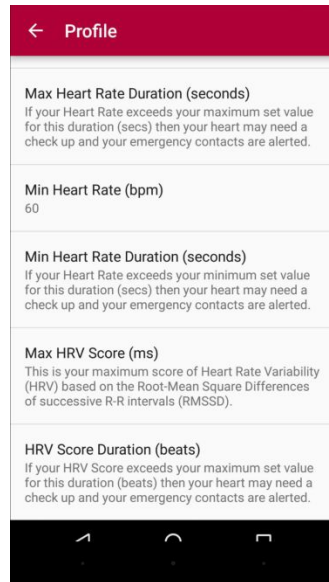 Profile
Max Heart Rate Duration (seconds)
If your Heart Rate exceeds your maximum set value
for this duration (secs) then your heart may need a
check up and your emergency contacts are alerted.
Min Heart Rate (bpm)
60
Min Heart Rate Duration (seconds)
If your Heart Rate exceeds your minimum set value
for this duration (secs) then your heart may need a
check up and your emergency contacts are alerted.
Max HRV Score (ms)
This is your maximum score of Heart Rate Variability
(HRV) based on the Root-Mean Square Differences
of successive R-R intervals (RMSSD).
HRV Score Duration (beats)
If your HRV Score exceeds your maximum set value
for this duration (beats) then your heart may need a
check up and your emergency contacts are alerted.